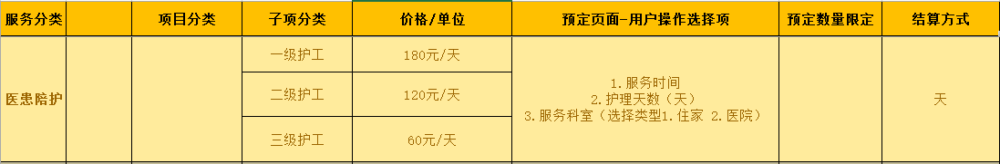 服务分类 项目分类 子项分类 价格/单位 预定页面-用户操作选择项 预定数量限定 结算方式
医患陪护
一级护工 180元/天
二级护工 120元/天
三级护工 60元/天
1.服务时间
2.护理天数（天）
3.服务科室（选择类型1.住家 2.医院）
天